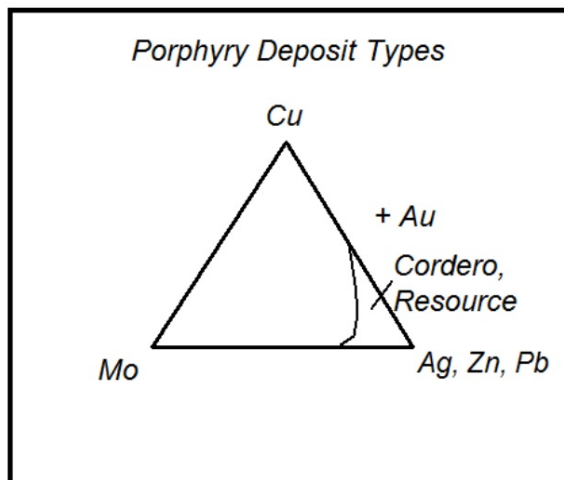 Porphyry Deposit Types
Cu
+ Au
Cordero,
Resource
Mo
Ag, Zn, Pb